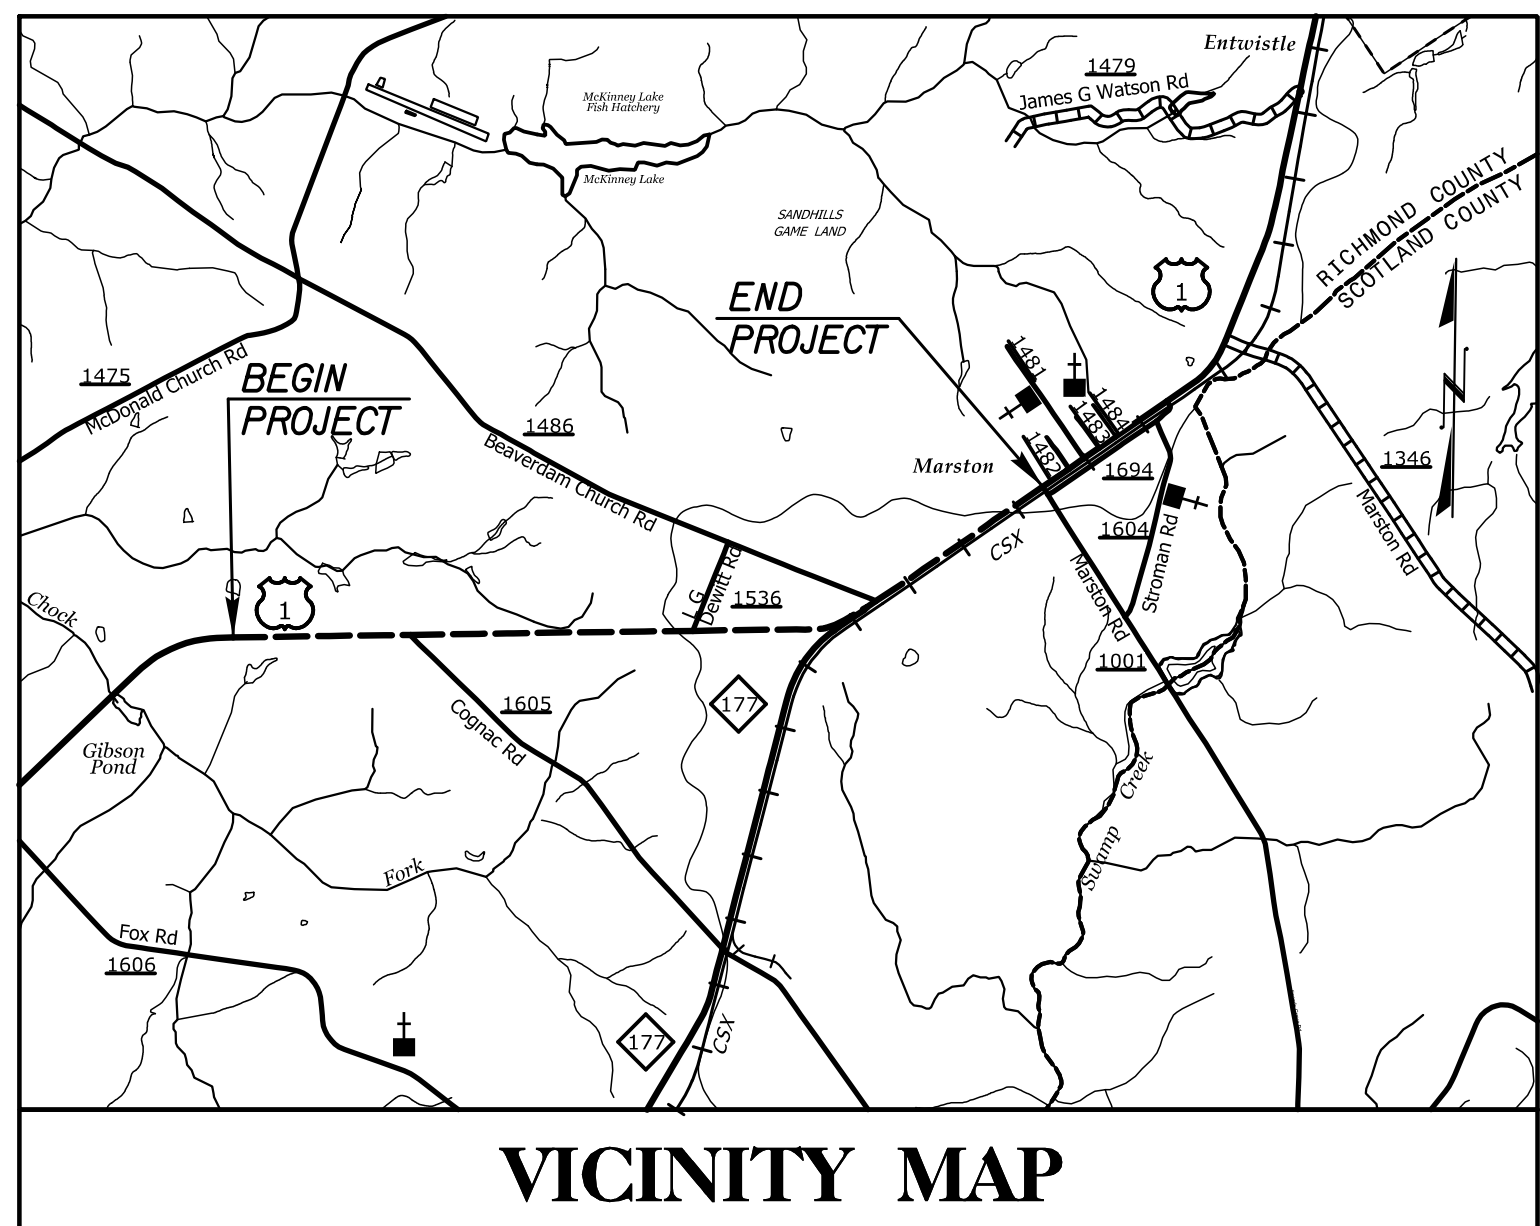 Entwistle
1479
James G Watson Rd
McKinney Lake
Fish Hatchery
McKinney Lake
RICHMOND COUNTY
SCOTLAND COUNTY
SANDHILLS
GAME LAND
1
END
PROJECT
1481
1475
McDonald Church Rd
BEGIN
PROJECT
1484
1483
1482
1486
Beaverdam Church Rd
Marston
1694
1346
Marston Rd
1604
Stroman Rd
CSX
Marston Rd
J G
Dewitt Rd
1536
Chock
1
1001
1605
Cognac Rd
177
Gibson
Pond
Creek
Swamp
Fork
Fox Rd
1606
177
CSX
VICINITY MAP